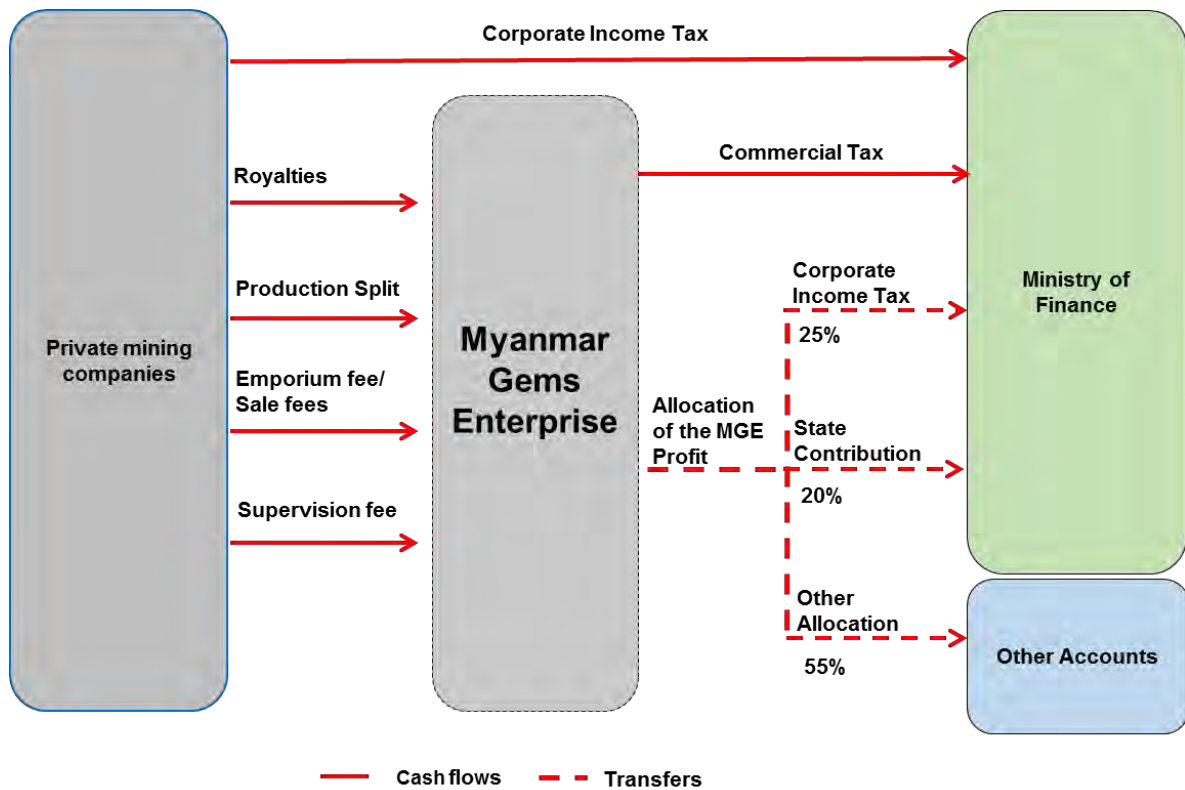 Corporate Income Tax
Commercial Tax
Royalties
Production Split
Emporium fee/
Sale fees
Supervision fee
Private mining
companies
Myanmar
Gems
Enterprise
Allocation
of the MGE
Profit
Corporate
Income Tax
25%
State
Contribution
20%
Other
Allocation
55%
Ministry of
Finance
Other Accounts
Cash flows
Transfers